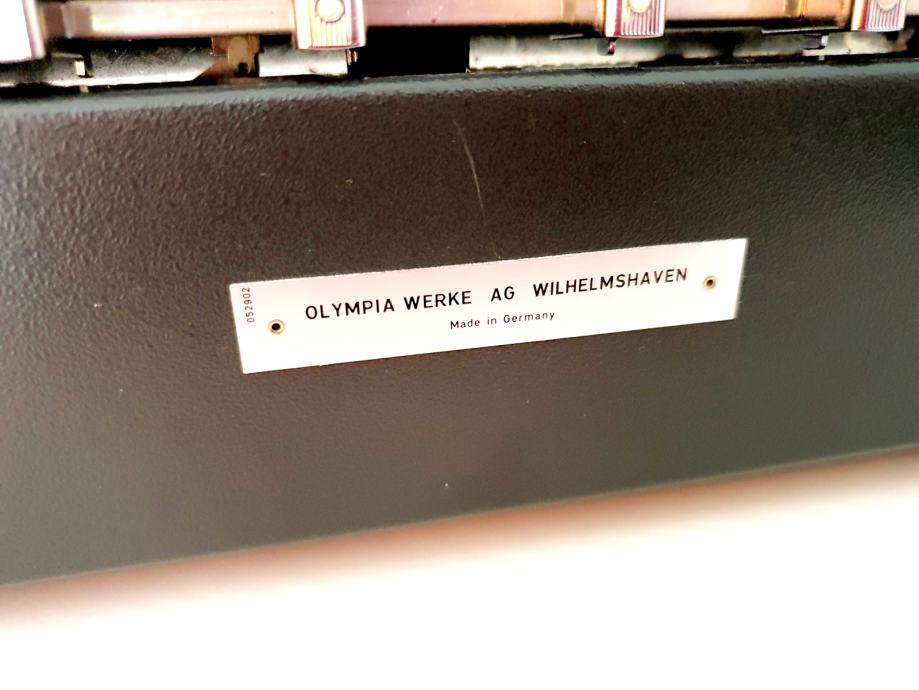 052902
OLYMPIA WERKE AG WILHELMSHAVEN
Made in Germany